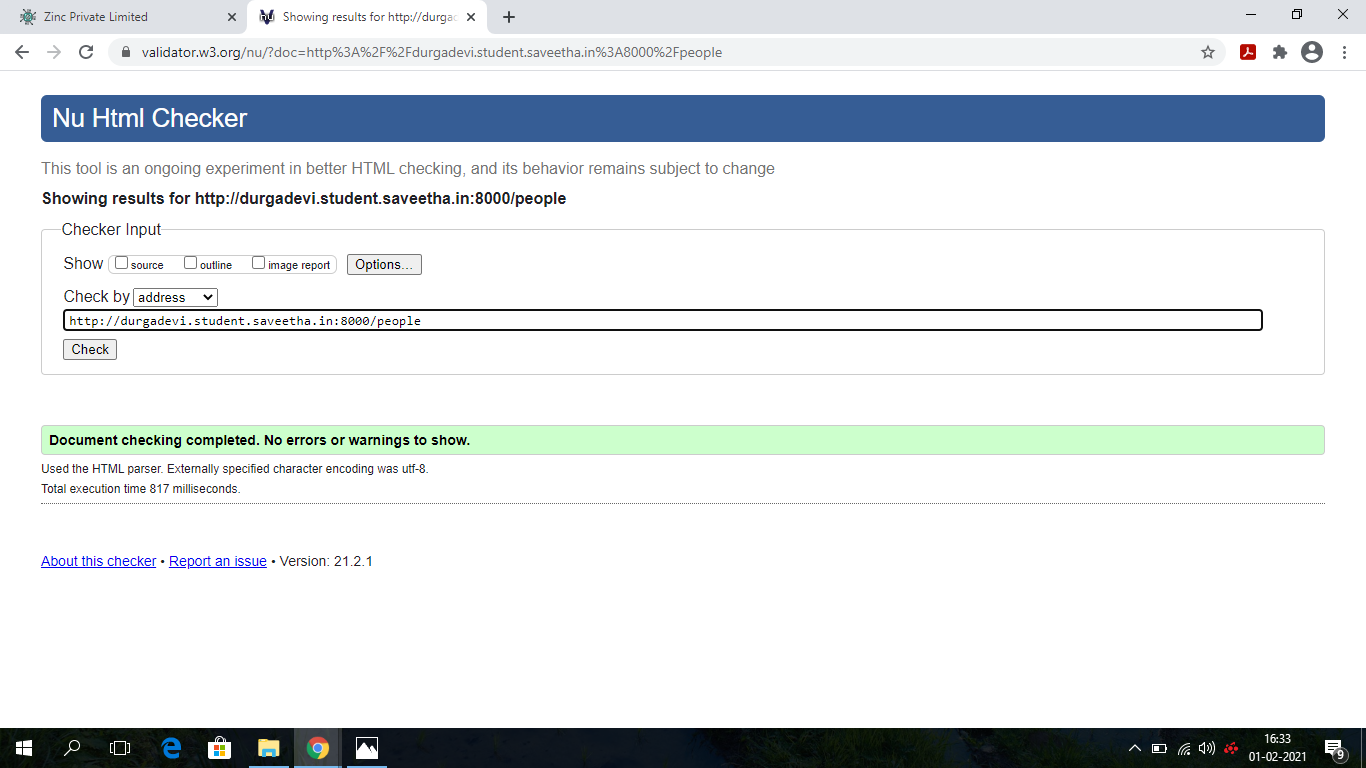 Zinc Private Limited
Showing results for http://durgad
validator.w3.org/nu/?doc=http%3A%2F%2Fdurgadevi.student.saveetha.in%3A8000%2Fpeople
Nu Html Checker
This tool is an ongoing experiment in better HTML checking, and its behavior remains subject to change
Showing results for http://durgadevi.student.saveetha.in:8000/people
Checker Input
Show source outline image report Options...
Check by address
http://durgadevi.student.saveetha.in:8000/people
Check
Document checking completed. No errors or warnings to show.
Used the HTML parser. Externally specified character encoding was utf-8.
Total execution time 817 milliseconds.
About this checker • Report an issue • Version: 21.2.1
16:33
01-02-2021
9